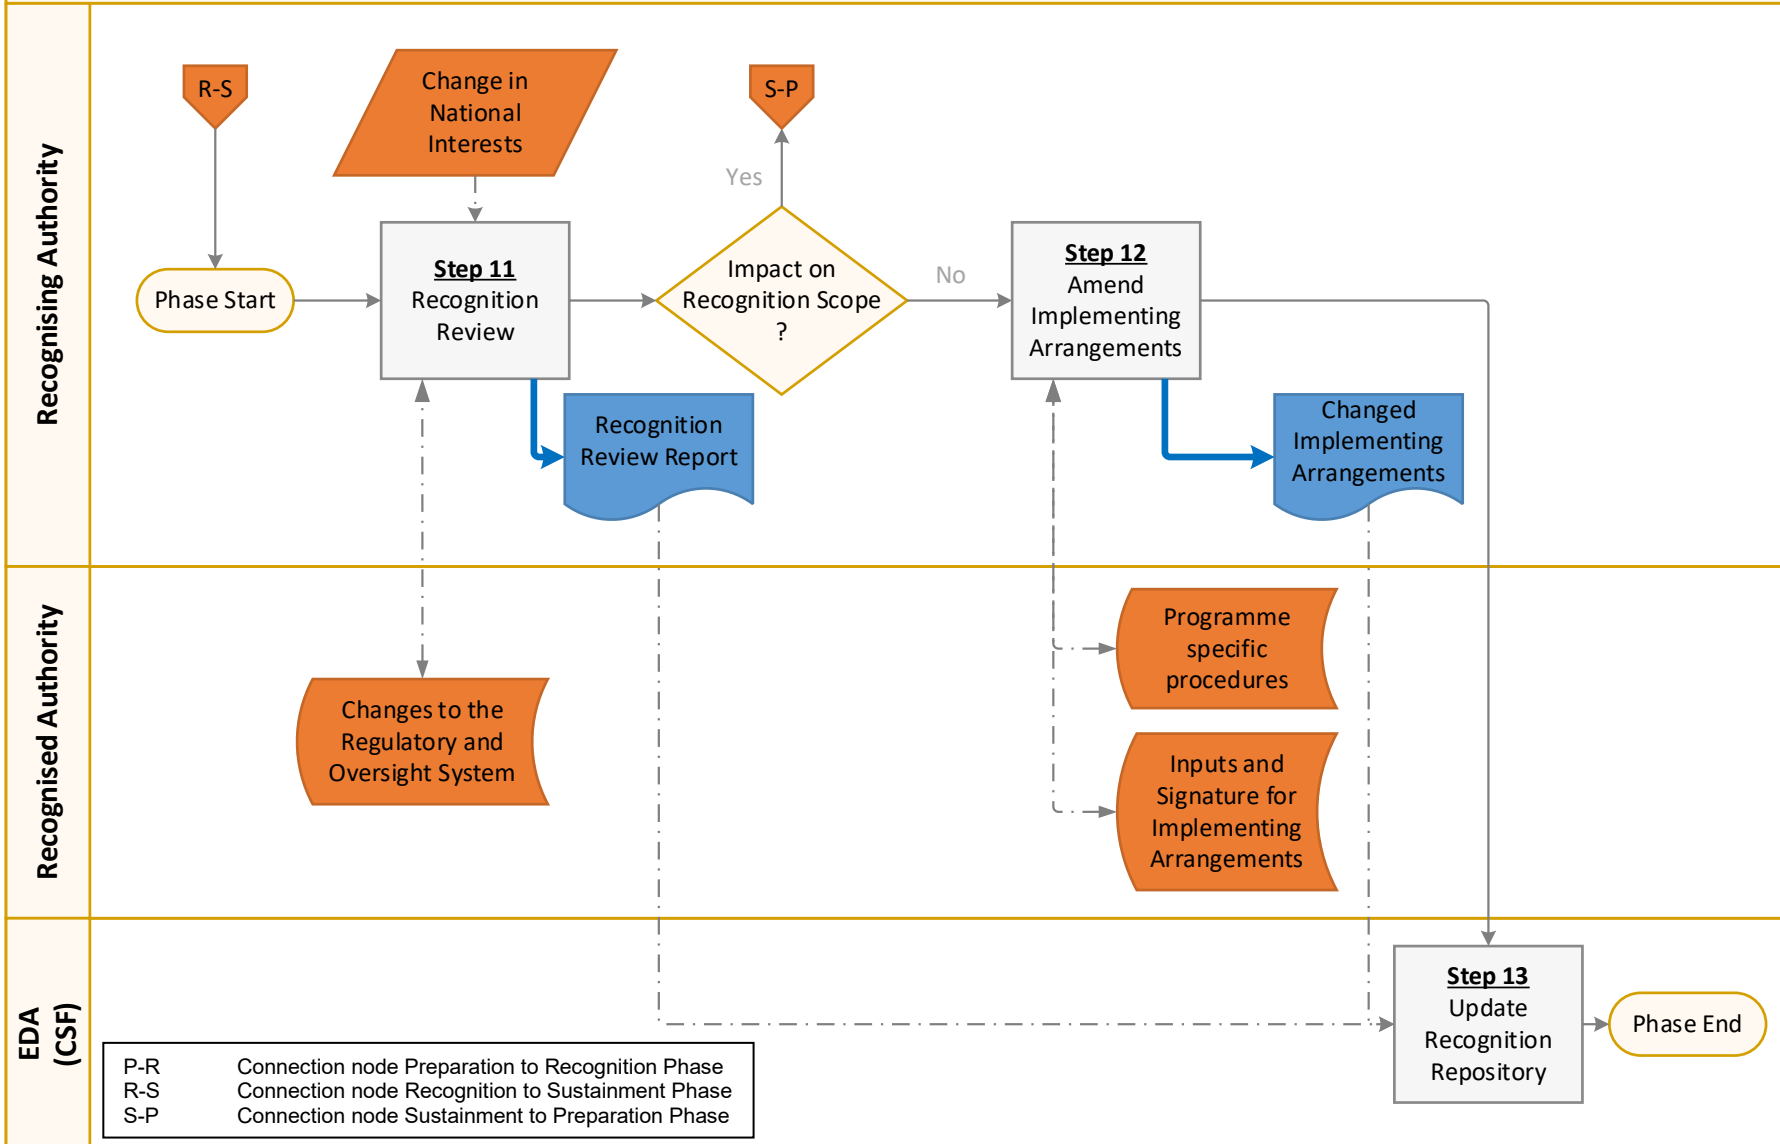 Recognising Authority
R-S
Change in
National
Interests
S-P
Yes
Phase Start
Step 11
Recognition
Review
Impact on
Recognition Scope
?
No
Step 12
Amend
Implementing
Arrangements
Recognition
Review Report
Changed
Implementing
Arrangements
Recognised Authority
Changes to the
Regulatory and
Oversight System
Programme
specific
procedures
Inputs and
Signature for
Implementing
Arrangements
EDA
(CSF)
Step 13
Update
Recognition
Repository
Phase End
P-R Connection node Preparation to Recognition Phase
R-S Connection node Recognition to Sustainment Phase
S-P Connection node Sustainment to Preparation Phase